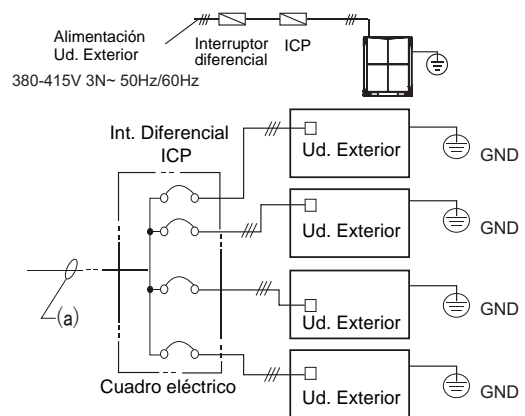 Alimentación
Ud. Exterior
Interruptor
diferencial
ICP
380-415V 3N~ 50Hz/60Hz
Int. Diferencial
ICP
Ud. Exterior
GND
Ud. Exterior
GND
(a)
Ud. Exterior
GND
Cuadro eléctrico
Ud. Exterior
GND